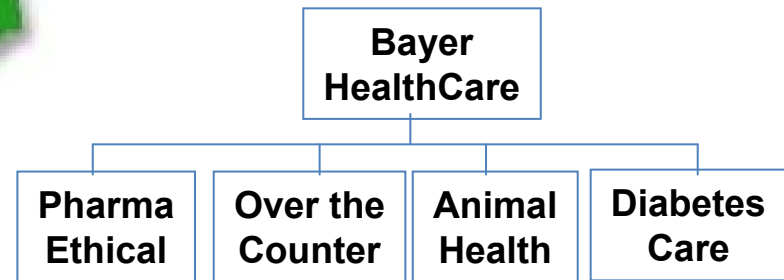 Bayer
HealthCare
Pharma
Ethical
Over the
Counter
Animal
Health
Diabetes
Care